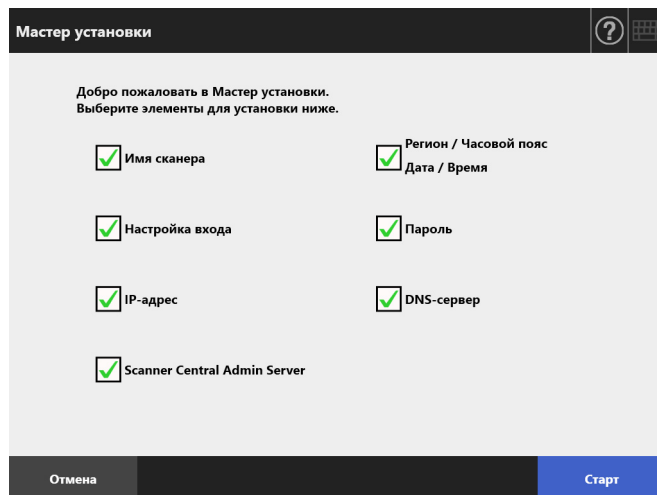 Мастер установки
?
Добро пожаловать в Мастер установки.
Выберите элементы для установки ниже.
Имя сканера
Регион / Часовой пояс
Дата / Время
Настройка входа
Пароль
IP-адрес
DNS-сервер
Scanner Central Admin Server
Отмена
Старт